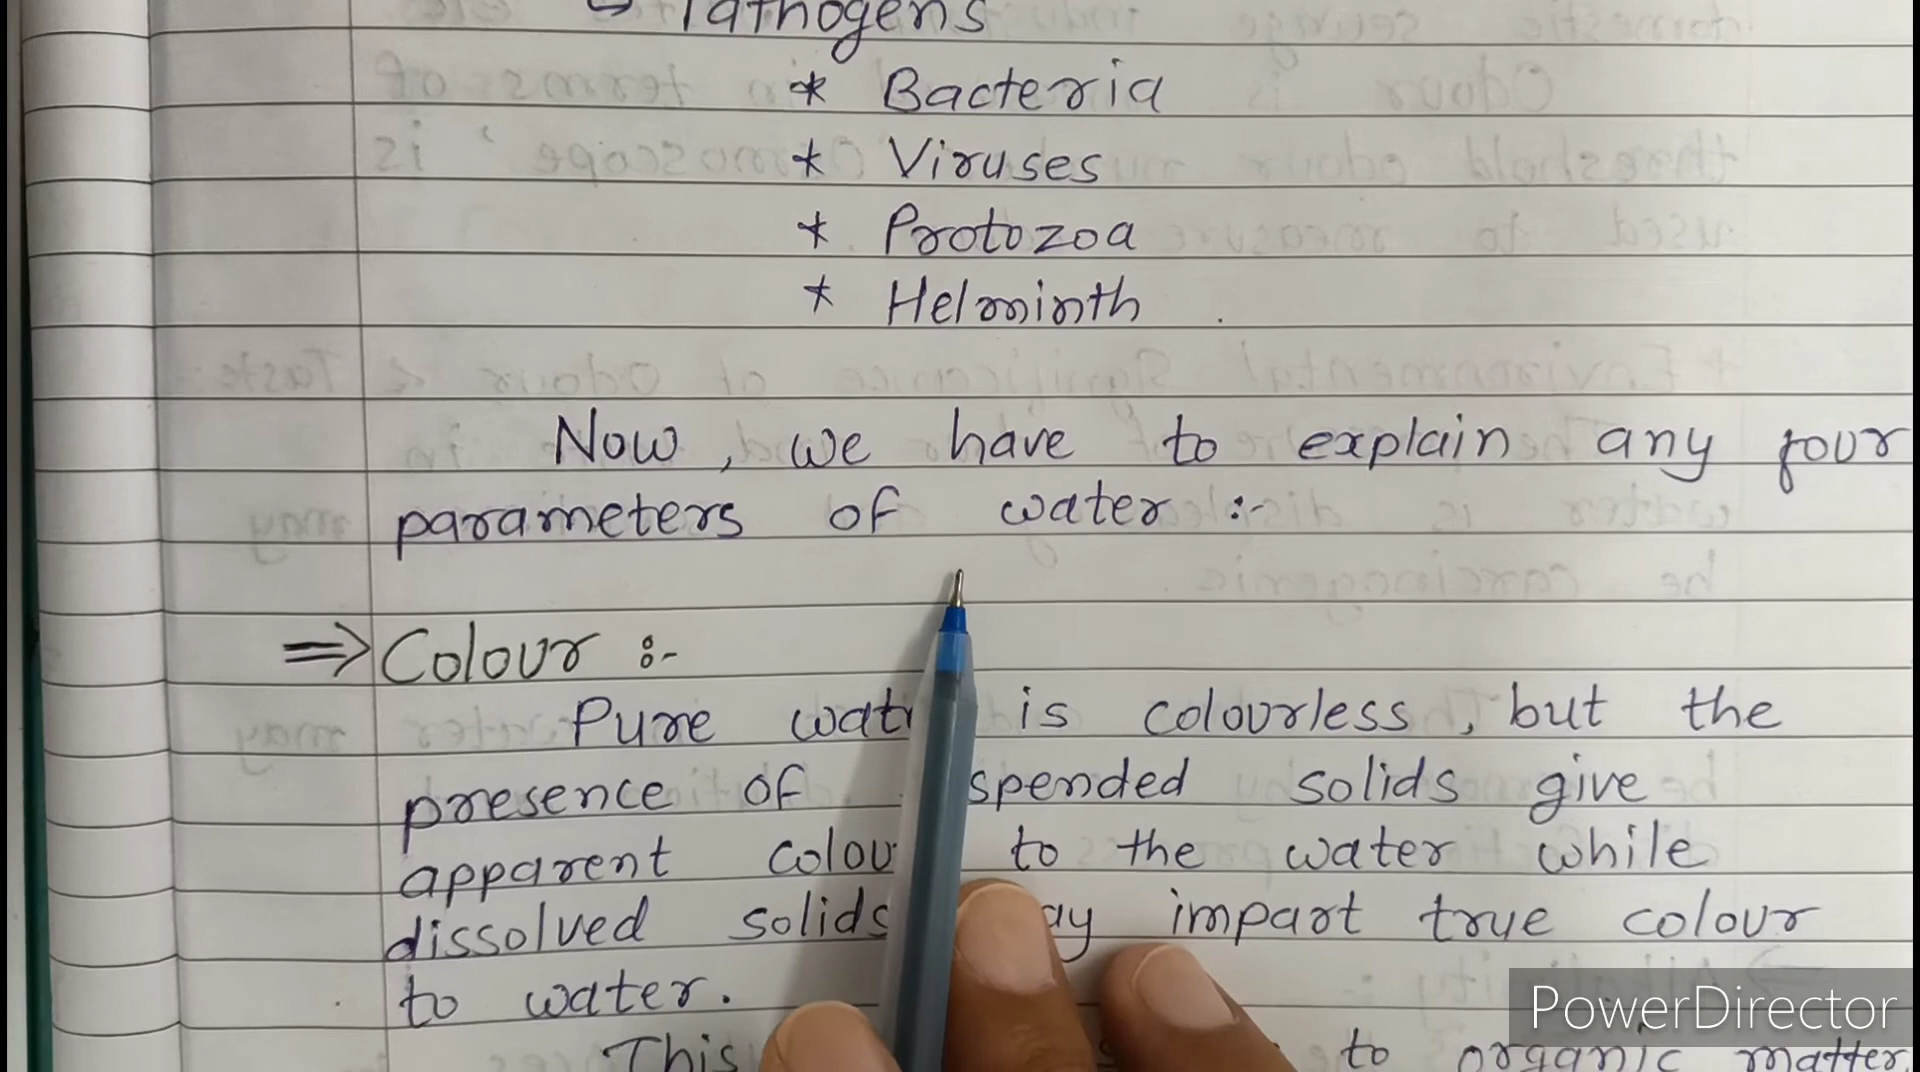 ↳ Pathogens
* Bacteria
* Viruses
* Protozoa
* Helminth
Now, we have to explain any four
parameters of water :-
⇒ Colour :-
Pure is colourless, but the
presence of solids give
apparent to the water while
dissolved solids impart true colour
to water.
This to organic matter,
PowerDirector